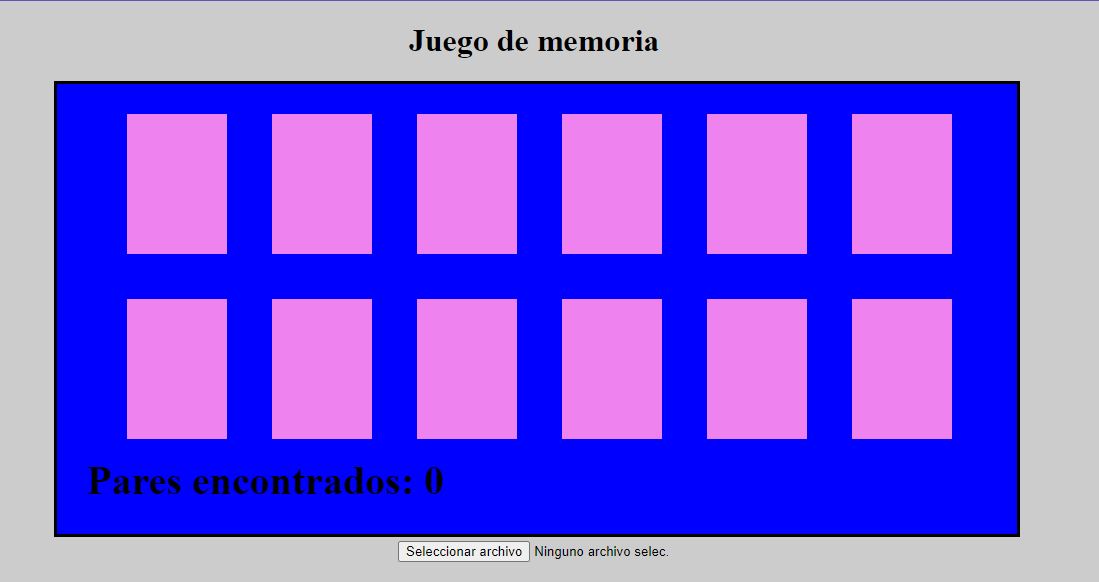 Juego de memoria
Pares encontrados: 0
Seleccionar archivo Ninguno archivo selec.